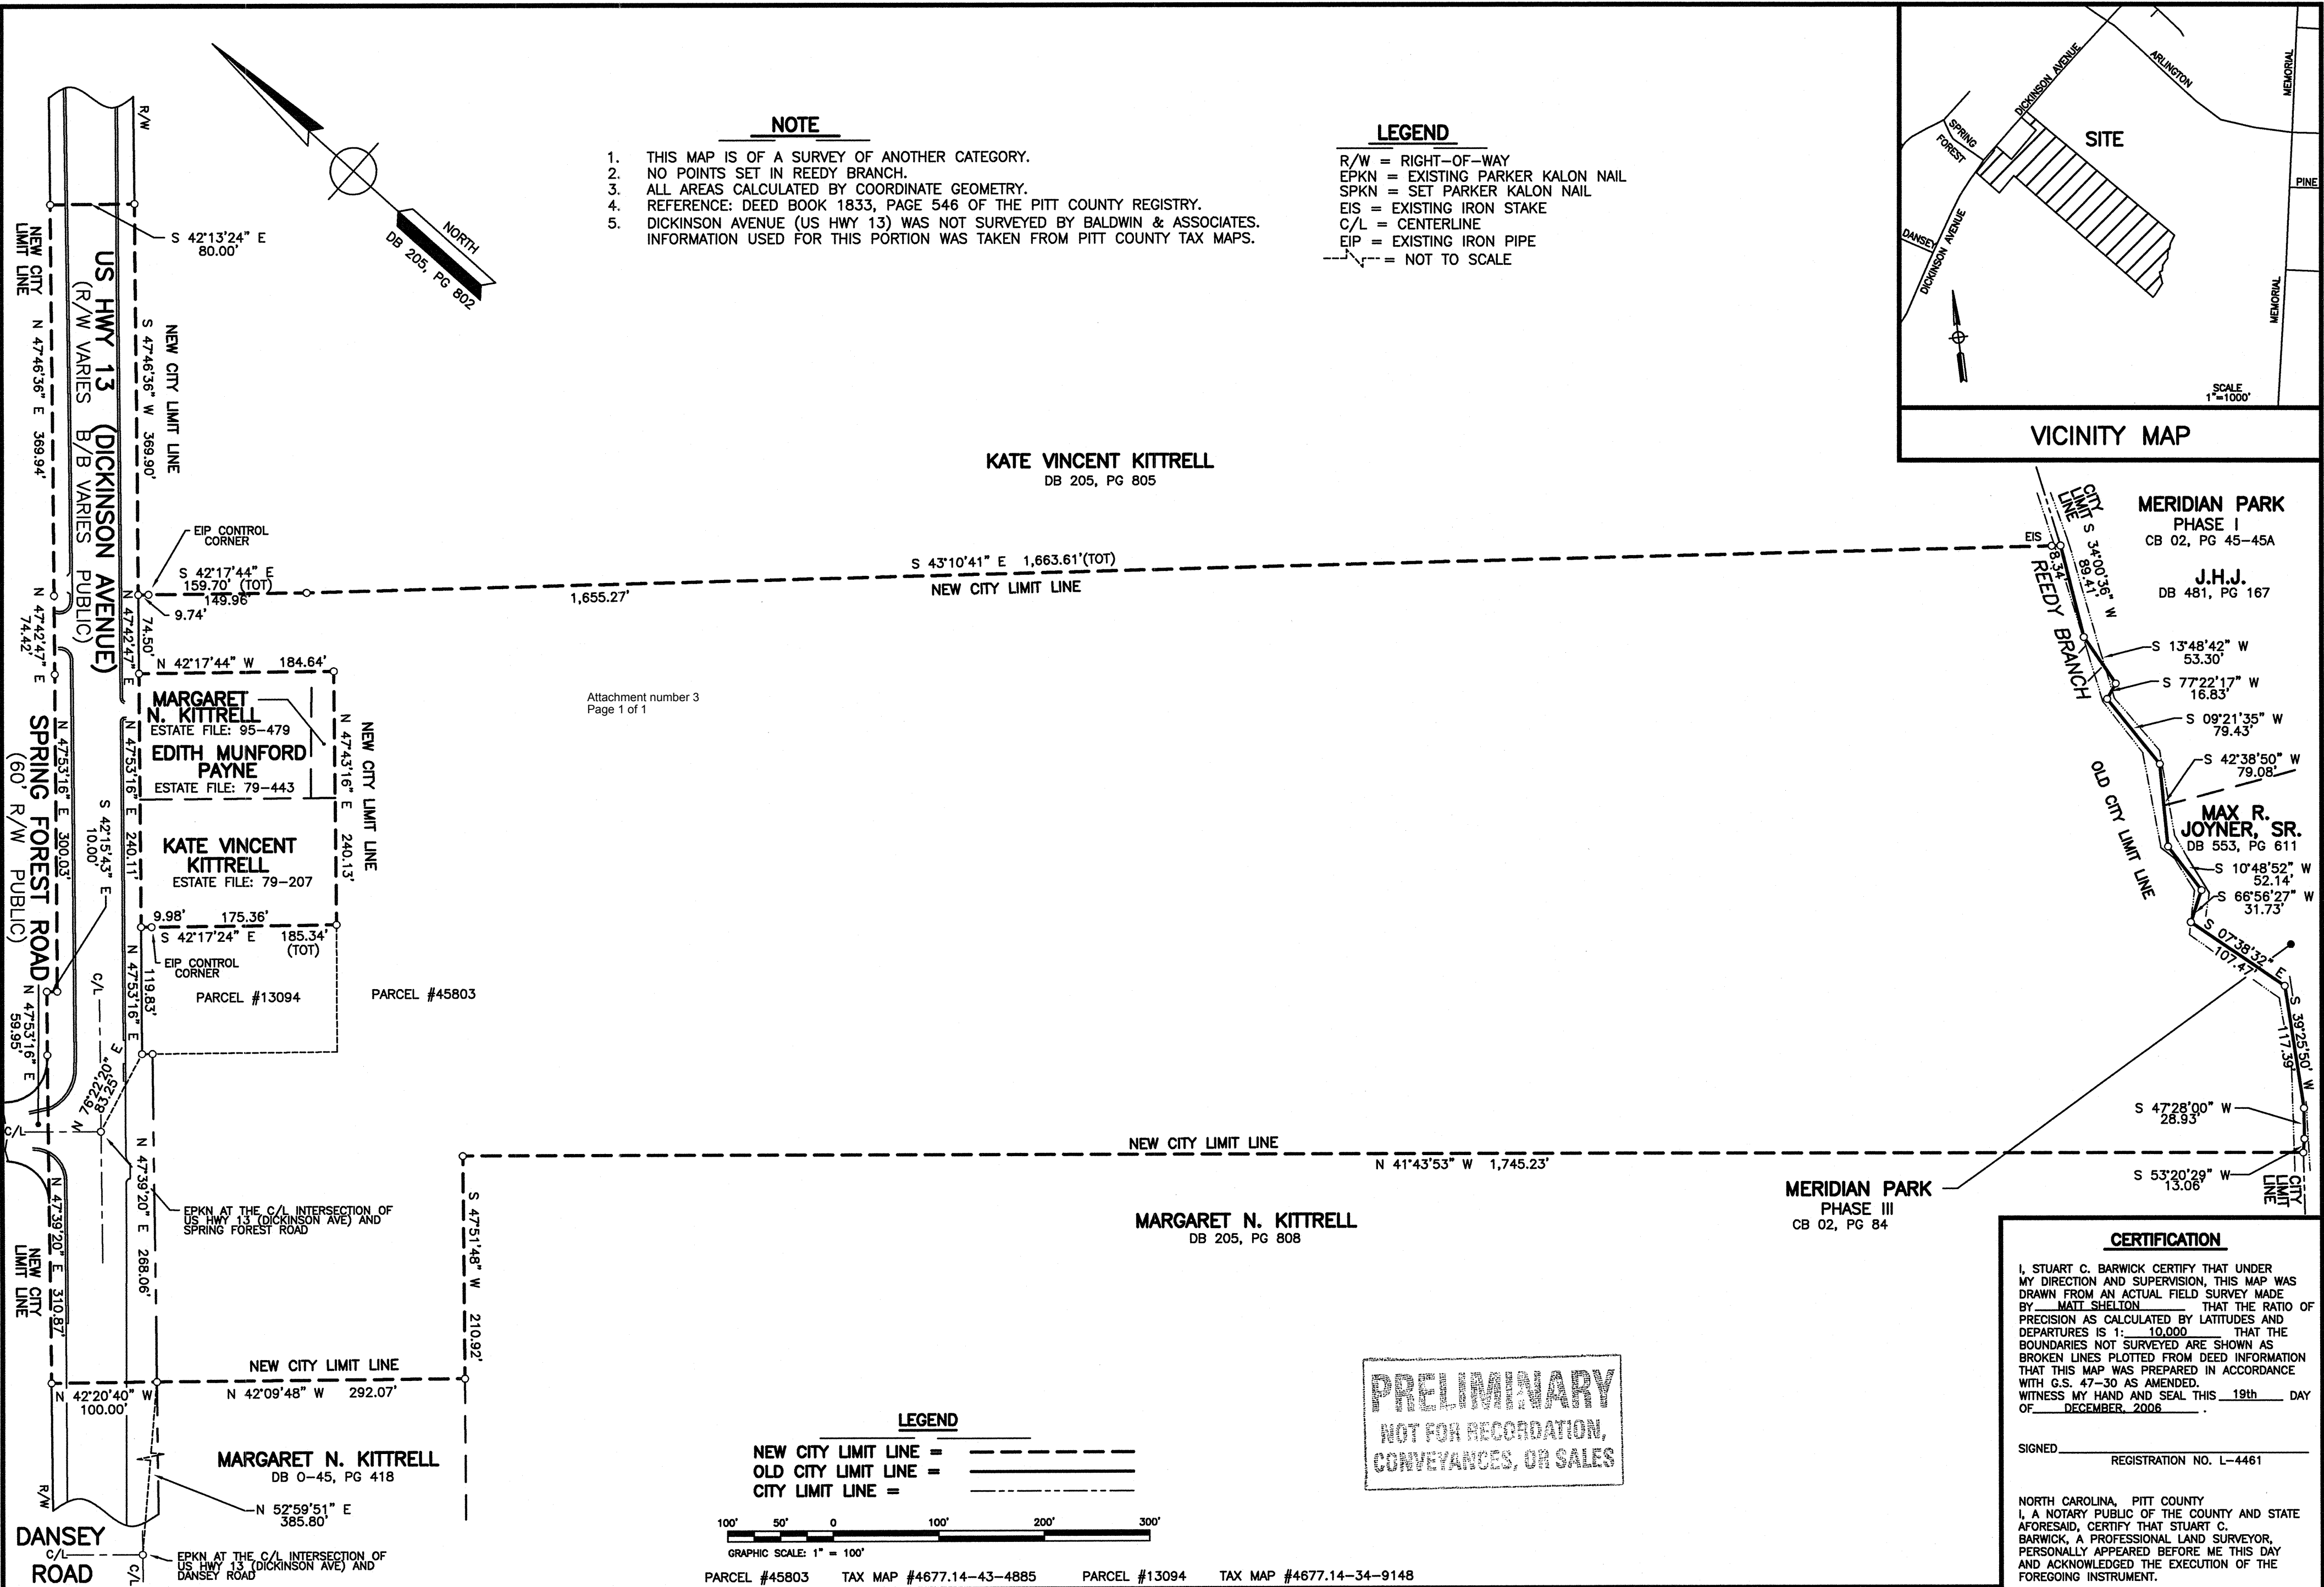 NOTE
1. THIS MAP IS OF A SURVEY OF ANOTHER CATEGORY.
2. NO POINTS SET IN REEDY BRANCH.
3. ALL AREAS CALCULATED BY COORDINATE GEOMETRY.
4. REFERENCE: DEED BOOK 1833, PAGE 546 OF THE PITT COUNTY REGISTRY.
5. DICKINSON AVENUE (US HWY 13) WAS NOT SURVEYED BY BALDWIN & ASSOCIATES.
INFORMATION USED FOR THIS PORTION WAS TAKEN FROM PITT COUNTY TAX MAPS.
LEGEND
R/W = RIGHT-OF-WAY
EPKN = EXISTING PARKER KALON NAIL
SPKN = SET PARKER KALON NAIL
EIS = EXISTING IRON STAKE
C/L = CENTERLINE
EIP = EXISTING IRON PIPE
= NOT TO SCALE
NORTH
DB 205, PG 802
DICKINSON AVENUE
ARLINGTON
MEMORIAL
SPRING
FOREST
SITE
PINE
DANSEY
DICKINSON AVENUE
MEMORIAL
SCALE
1"=1000'
VICINITY MAP
R/W
S 42°13'24" E
80.00'
NEW CITY
LIMIT LINE
N 47°46'36" E 369.94'
US HWY 13 (DICKINSON AVENUE)
(R/W VARIES B/B VARIES PUBLIC)
S 47°46'36" W 369.90'
NEW CITY LIMIT LINE
KATE VINCENT KITTRELL
DB 205, PG 805
EIP CONTROL
CORNER
S 42°17'44" E
159.70' (TOT)
149.96'
9.74'
S 43°10'41" E 1,663.61'(TOT)
1,655.27'
NEW CITY LIMIT LINE
EIS
8.34'
CITY
LIMIT
LINE
S 34°00'36" W
89.41'
REEDY BRANCH
MERIDIAN PARK
PHASE I
CB 02, PG 45-45A
J.H.J.
DB 481, PG 167
S 13°48'42" W
53.30'
S 77°22'17" W
16.83'
S 09°21'35" W
79.43'
S 42°38'50" W
79.08'
OLD CITY LIMIT LINE
MAX R.
JOYNER, SR.
DB 553, PG 611
S 10°48'52" W
52.14'
S 66°56'27" W
31.73'
S 07°38'32" E
107.47'
S 39°25'50" W
117.39'
S 47°28'00" W
28.93'
S 53°20'29" W
13.06'
CITY
LIMIT
LINE
N 47°42'47" E
74.42'
N 47°42'47" E
74.50'
N 42°17'44" W 184.64'
MARGARET
N. KITTRELL
ESTATE FILE: 95-479
EDITH MUNFORD
PAYNE
ESTATE FILE: 79-443
KATE VINCENT
KITTRELL
ESTATE FILE: 79-207
N 47°43'16" E 240.13'
NEW CITY LIMIT LINE
Attachment number 3
Page 1 of 1
N 47°53'16" E 240.11'
N 47°53'16" E 300.03'
SPRING FOREST ROAD
(60' R/W PUBLIC)
S 42°15'43" E
10.00'
9.98' 175.36'
S 42°17'24" E 185.34'
(TOT)
EIP CONTROL
CORNER
N 47°53'16" E
119.83'
PARCEL #13094
PARCEL #45803
C/L
N 47°53'16" E
59.95'
N 76°22'20" E
83.25'
C/L
N 47°39'20" E 268.06'
EPKN AT THE C/L INTERSECTION OF
US HWY 13 (DICKINSON AVE) AND
SPRING FOREST ROAD
N 47°39'20" E 310.87'
NEW CITY
LIMIT LINE
NEW CITY LIMIT LINE
N 41°43'53" W 1,745.23'
S 47°51'48" W 210.92'
MARGARET N. KITTRELL
DB 205, PG 808
MERIDIAN PARK
PHASE III
CB 02, PG 84
NEW CITY LIMIT LINE
N 42°20'40" W
100.00'
N 42°09'48" W 292.07'
MARGARET N. KITTRELL
DB O-45, PG 418
R/W
N 52°59'51" E
385.80'
DANSEY
C/L
ROAD
C/L
EPKN AT THE C/L INTERSECTION OF
US HWY 13 (DICKINSON AVE) AND
DANSEY ROAD
LEGEND
NEW CITY LIMIT LINE =
OLD CITY LIMIT LINE =
CITY LIMIT LINE =
100' 50' 0 100' 200' 300'
GRAPHIC SCALE: 1" = 100'
PARCEL #45803 TAX MAP #4677.14-43-4885 PARCEL #13094 TAX MAP #4677.14-34-9148
PRELIMINARY
NOT FOR RECORDATION,
CONVEYANCES, OR SALES
CERTIFICATION
I, STUART C. BARWICK CERTIFY THAT UNDER
MY DIRECTION AND SUPERVISION, THIS MAP WAS
DRAWN FROM AN ACTUAL FIELD SURVEY MADE
BY MATT SHELTON THAT THE RATIO OF
PRECISION AS CALCULATED BY LATITUDES AND
DEPARTURES IS 1: 10,000 THAT THE
BOUNDARIES NOT SURVEYED ARE SHOWN AS
BROKEN LINES PLOTTED FROM DEED INFORMATION
THAT THIS MAP WAS PREPARED IN ACCORDANCE
WITH G.S. 47-30 AS AMENDED.
WITNESS MY HAND AND SEAL THIS 19th DAY
OF DECEMBER, 2006 .
SIGNED
REGISTRATION NO. L-4461
NORTH CAROLINA, PITT COUNTY
I, A NOTARY PUBLIC OF THE COUNTY AND STATE
AFORESAID, CERTIFY THAT STUART C.
BARWICK, A PROFESSIONAL LAND SURVEYOR,
PERSONALLY APPEARED BEFORE ME THIS DAY
AND ACKNOWLEDGED THE EXECUTION OF THE
FOREGOING INSTRUMENT.